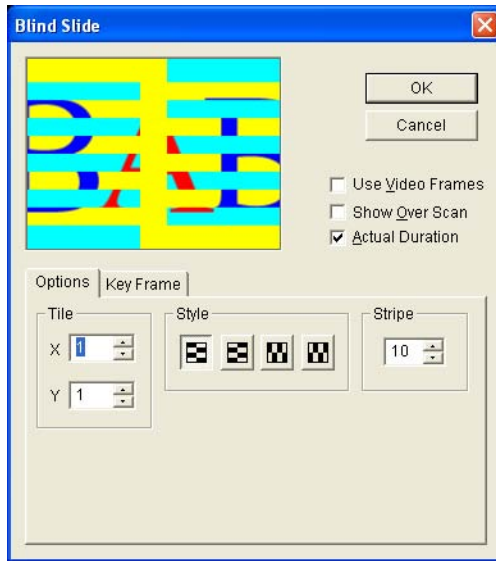 Blind Slide
B A B
OK
Cancel
Use Video Frames
Show Over Scan
Actual Duration
Options
Key Frame
Tile
X 1
Y 1
Style
Stripe
10